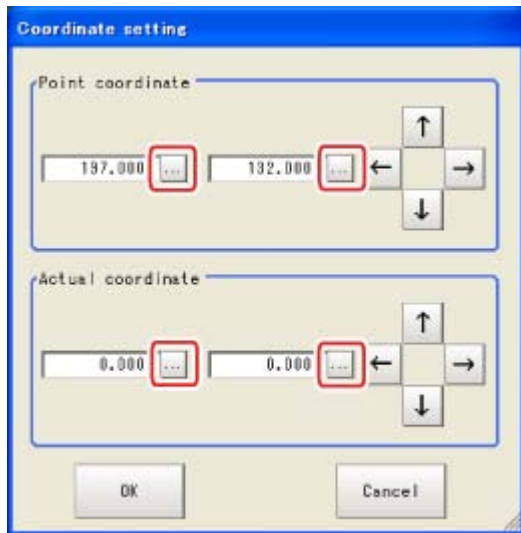 Coordinate setting
Point coordinate
197.000 ... 132.000 ... ← → ↑ ↓
Actual coordinate
0.000 ... 0.000 ... ← → ↑ ↓
OK Cancel